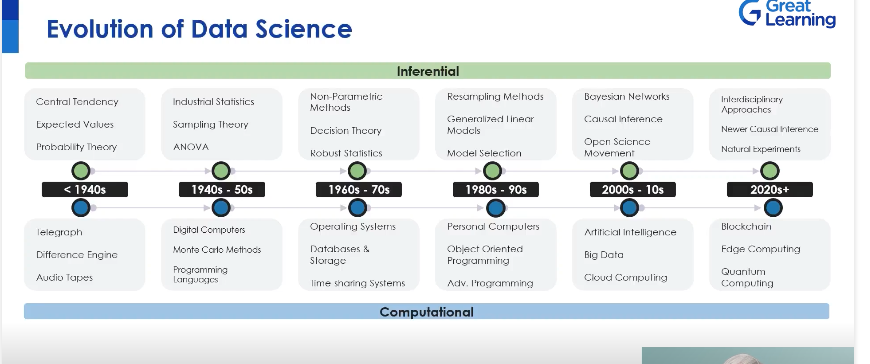 Evolution of Data Science
Great
Learning
Inferential
Central Tendency
Expected Values
Probability Theory
Industrial Statistics
Sampling Theory
ANOVA
Non-Parametric
Methods
Decision Theory
Robust Statistics
Resampling Methods
Generalized Linear
Models
Model Selection
Bayesian Networks
Causal Inference
Open Science
Movement
Interdisciplinary
Approaches
Newer Causal Inference
Natural Experiments
< 1940s
1940s - 50s
1960s - 70s
1980s - 90s
2000s - 10s
2020s+
Telegraph
Difference Engine
Audio Tapes
Digital Computers
Monte Carlo Methods
Programming
Languages
Operating Systems
Databases &
Storage
Time sharing Systems
Personal Computers
Object Oriented
Programming
Adv. Programming
Artificial Intelligence
Big Data
Cloud Computing
Blockchain
Edge Computing
Quantum
Computing
Computational